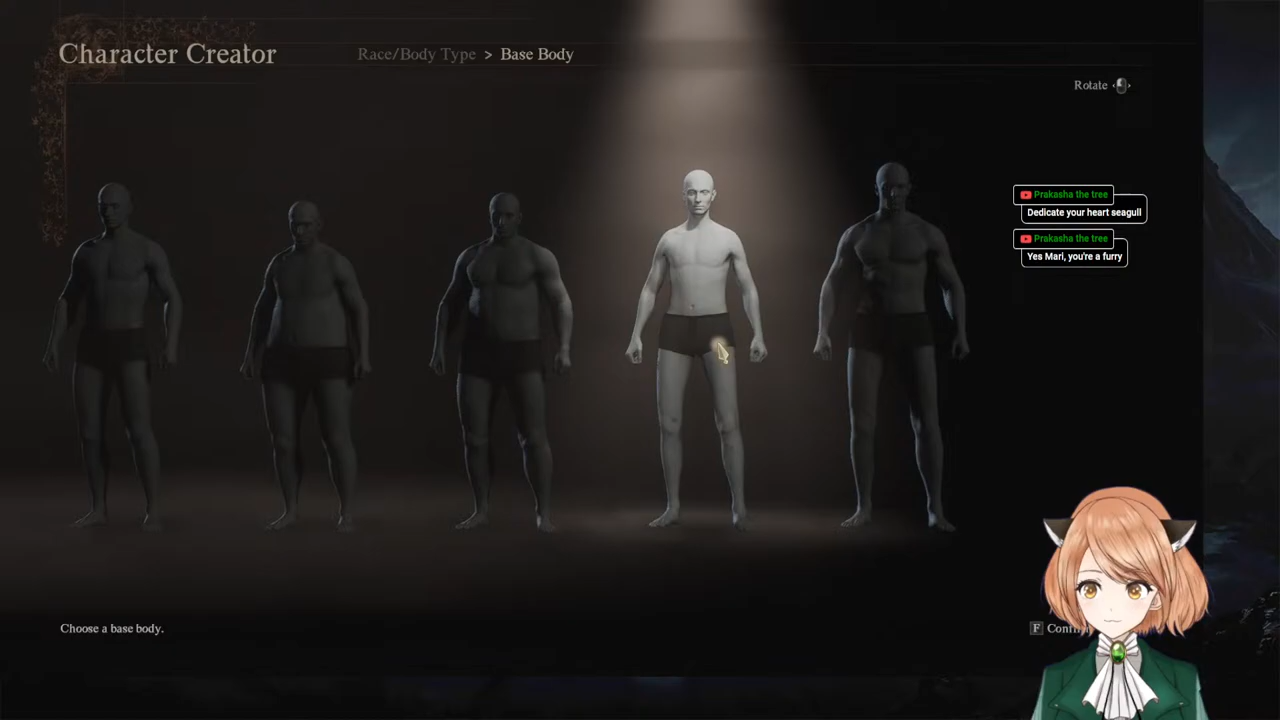 Character Creator
Race/Body Type > Base Body
Rotate
Prakasha the tree
Dedicate your heart seagull
Prakasha the tree
Yes Mari, you're a furry
Choose a base body.
F